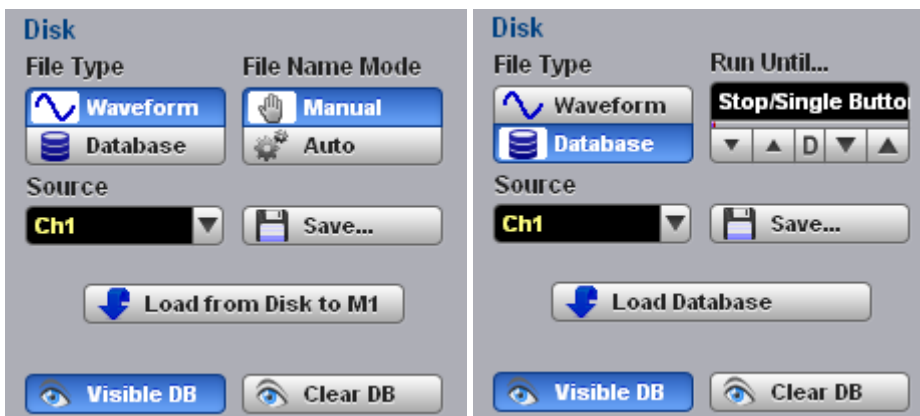 Disk
File Type
File Name Mode
Waveform
Manual
Database
Auto
Source
Ch1
Save...
Load from Disk to M1
Visible DB
Clear DB
Disk
File Type
Run Until...
Waveform
Stop/Single Butto
Database
D
Source
Ch1
Save...
Load Database
Visible DB
Clear DB